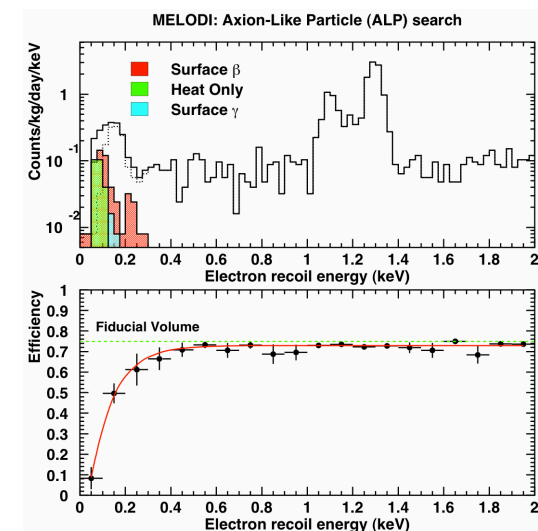 MELODI: Axion-Like Particle (ALP) search
Counts/kg/day/keV
1
10⁻¹
10⁻²
Surface β
Heat Only
Surface γ
0 0.2 0.4 0.6 0.8 1 1.2 1.4 1.6 1.8 2
Electron recoil energy (keV)
Efficiency
1
0.9
0.8
Fiducial Volume
0.7
0.6
0.5
0.4
0.3
0.2
0.1
0
0 0.2 0.4 0.6 0.8 1 1.2 1.4 1.6 1.8 2
Electron recoil energy (keV)